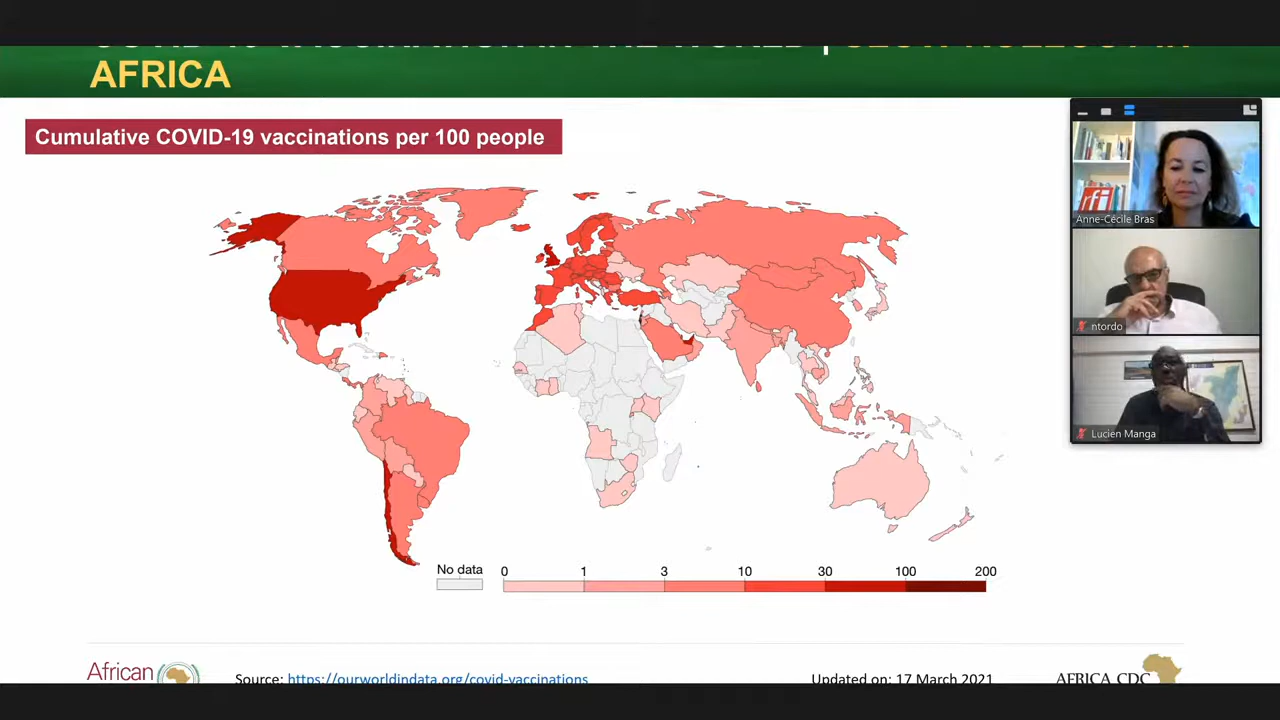 AFRICA
Cumulative COVID-19 vaccinations per 100 people
Anne-Cécile Bras
ntordo
Lucien Manga
No data
0 1 3 10 30 100 200
African
Source: https://ourworldindata.org/covid-vaccinations
Updated on: 17 March 2021
AFRICA CDC
rfi